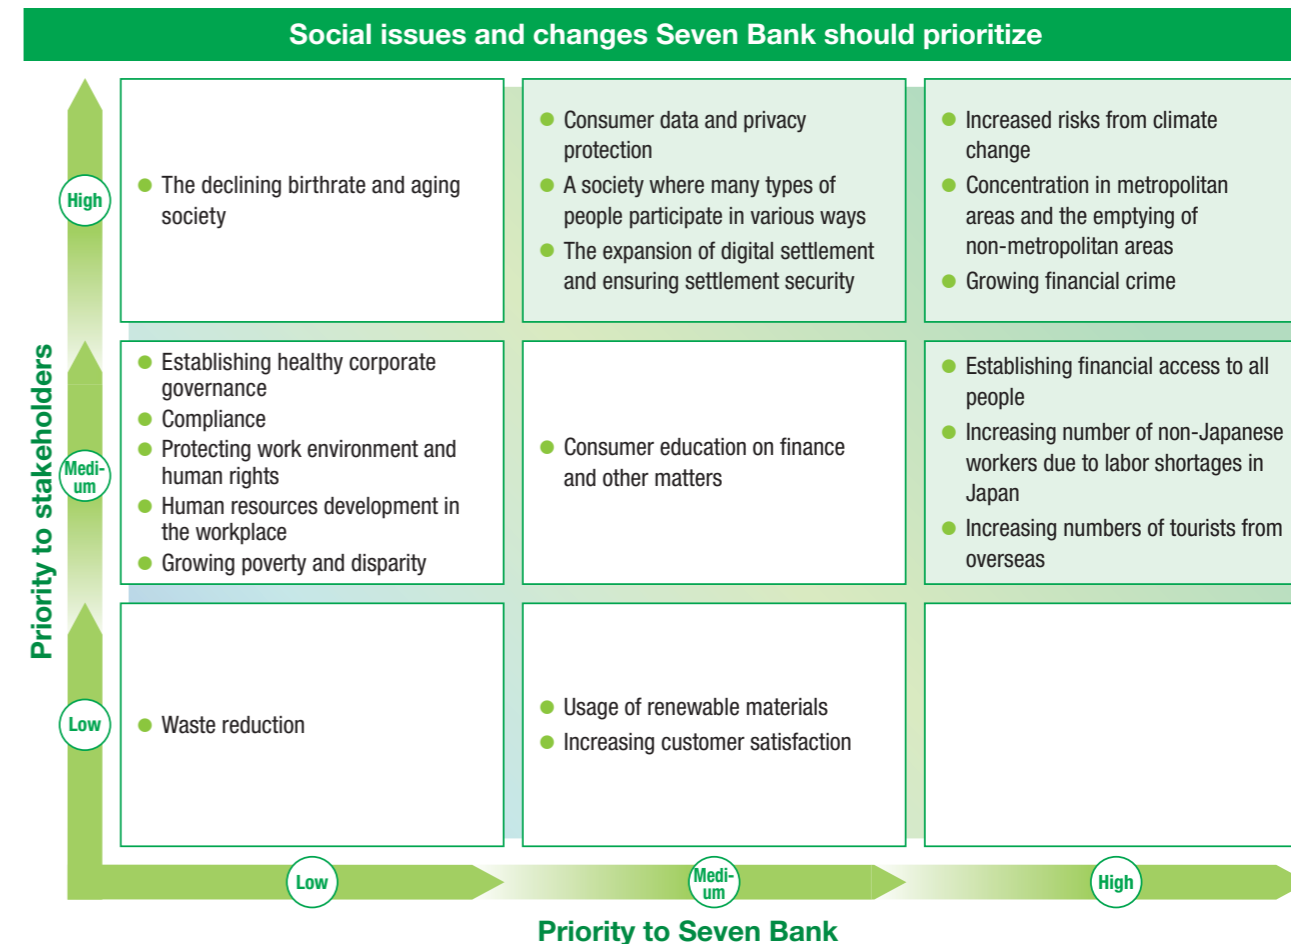 Social issues and changes Seven Bank should prioritize
Priority to stakeholders
High
The declining birthrate and aging
society
Consumer data and privacy
protection
A society where many types of
people participate in various ways
The expansion of digital settlement
and ensuring settlement security
Increased risks from climate
change
Concentration in metropolitan
areas and the emptying of
non-metropolitan areas
Growing financial crime
Medi-
um
Establishing healthy corporate
governance
Compliance
Protecting work environment and
human rights
Human resources development in
the workplace
Growing poverty and disparity
Consumer education on finance
and other matters
Establishing financial access to all
people
Increasing number of non-Japanese
workers due to labor shortages in
Japan
Increasing numbers of tourists from
overseas
Low
Waste reduction
Usage of renewable materials
Increasing customer satisfaction
Low
Medi-
um
High
Priority to Seven Bank